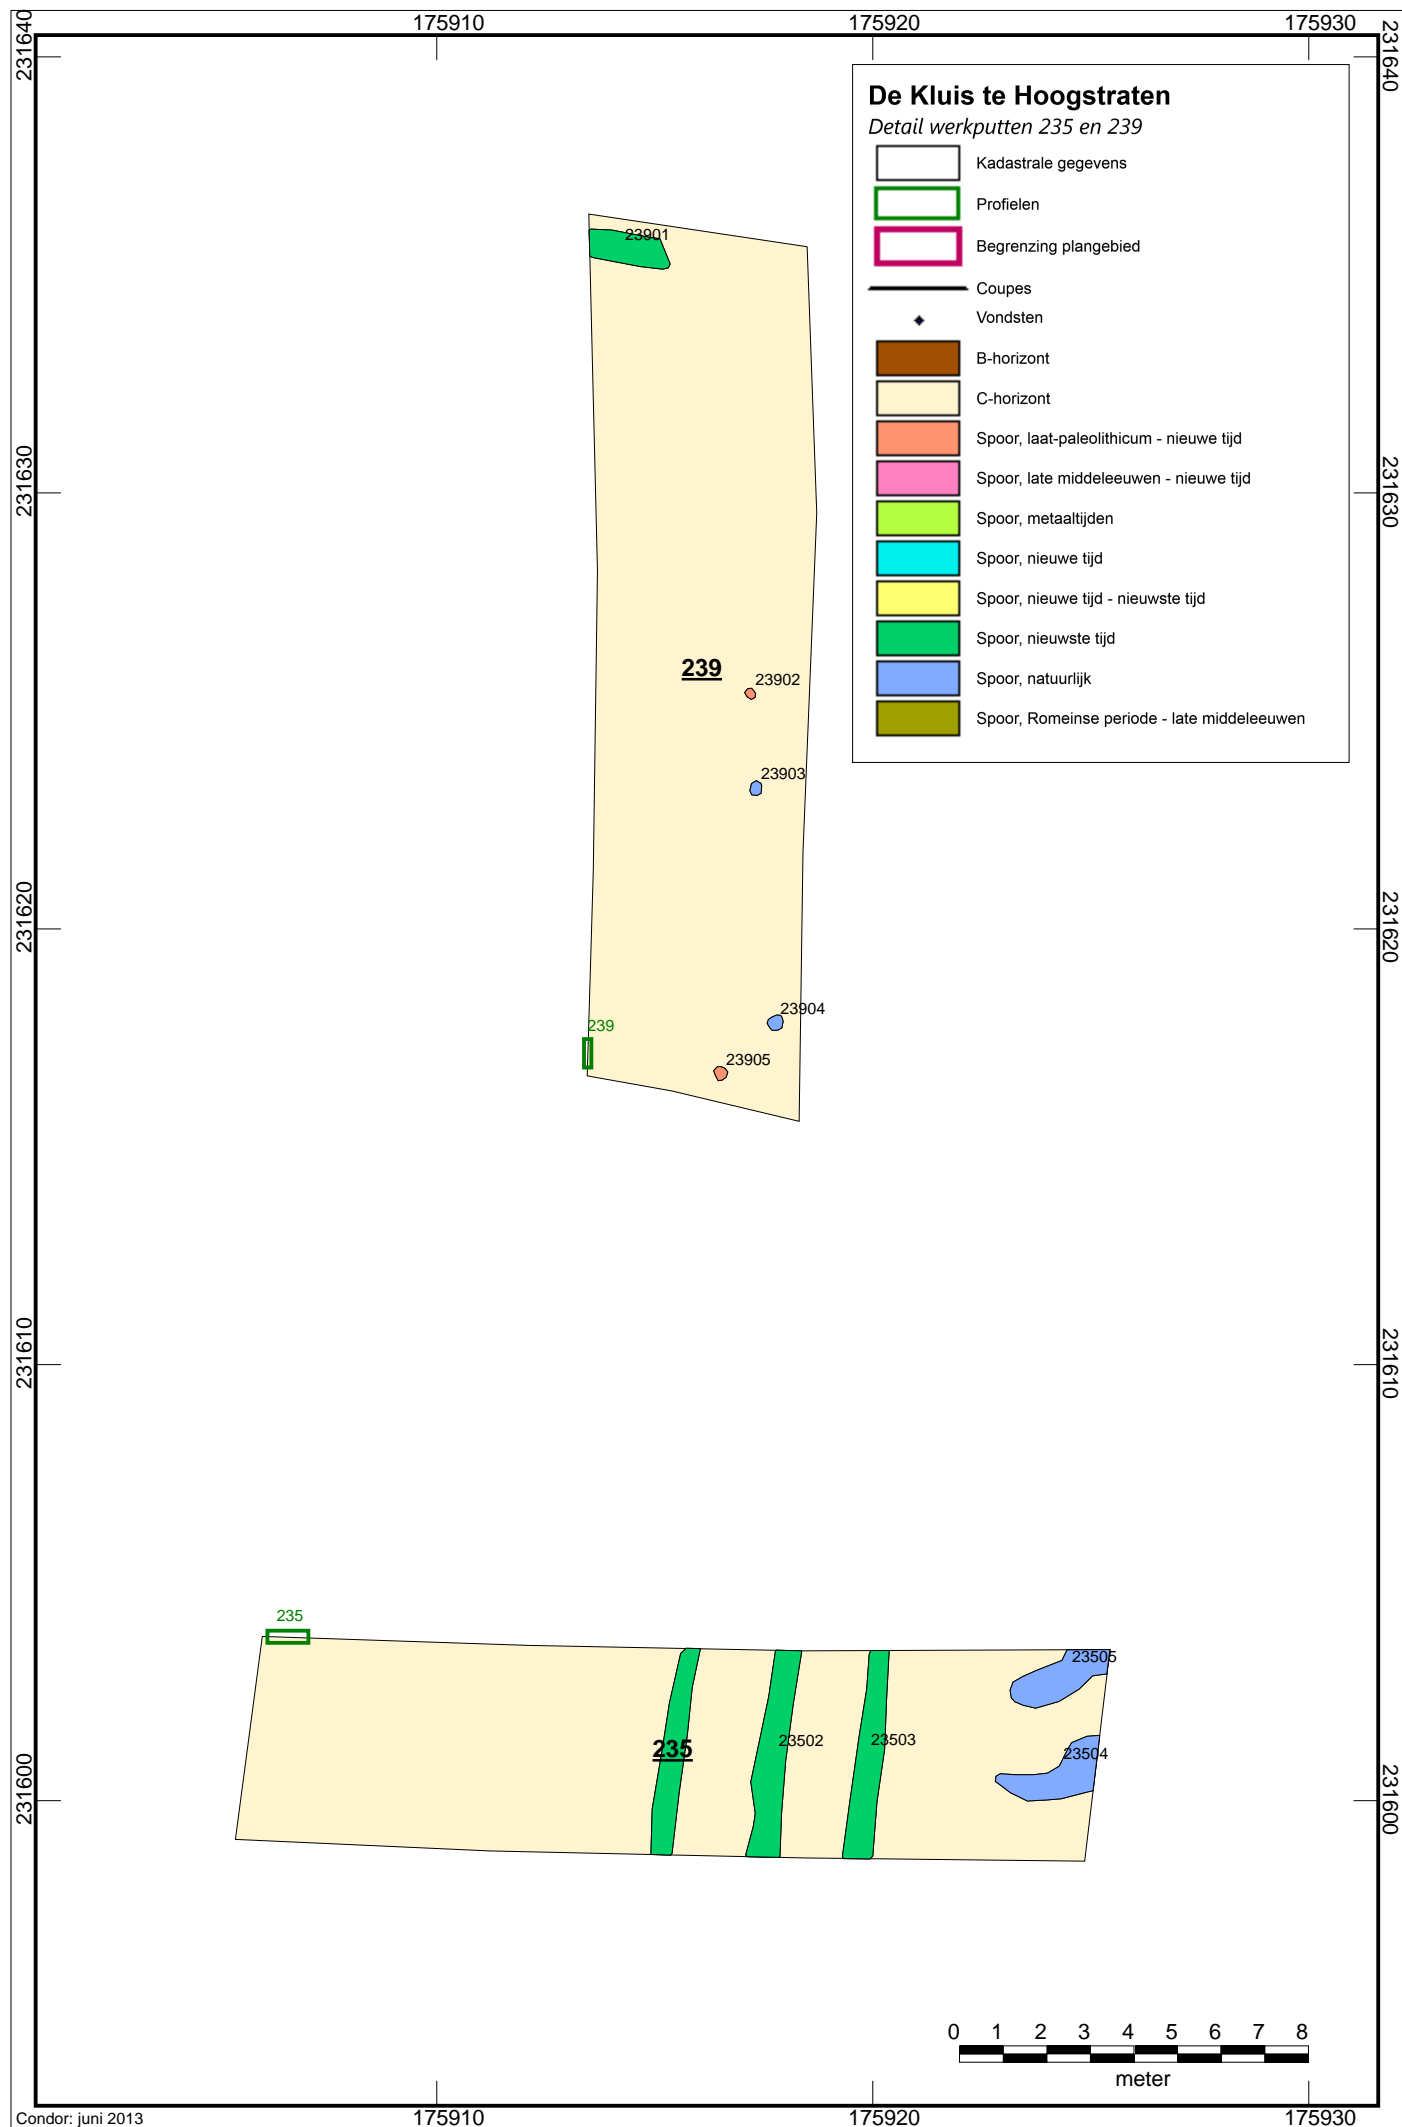 175910
175920
175930
231640
231640
De Kluis te Hoogstraten
Detail werkputten 235 en 239
Kadastrale gegevens
Profielen
Begrenzing plangebied
Coupes
Vondsten
B-horizont
C-horizont
Spoor, laat-paleolithicum - nieuwe tijd
Spoor, late middeleeuwen - nieuwe tijd
Spoor, metaaltijden
Spoor, nieuwe tijd
Spoor, nieuwe tijd - nieuwste tijd
Spoor, nieuwste tijd
Spoor, natuurlijk
Spoor, Romeinse periode - late middeleeuwen
23901
231630
231630
239
23902
23903
231620
231620
23904
239
23905
231610
231610
235
23505
235
23502
23503
23504
231600
231600
0 1 2 3 4 5 6 7 8
meter
Condor: juni 2013
175910
175920
175930